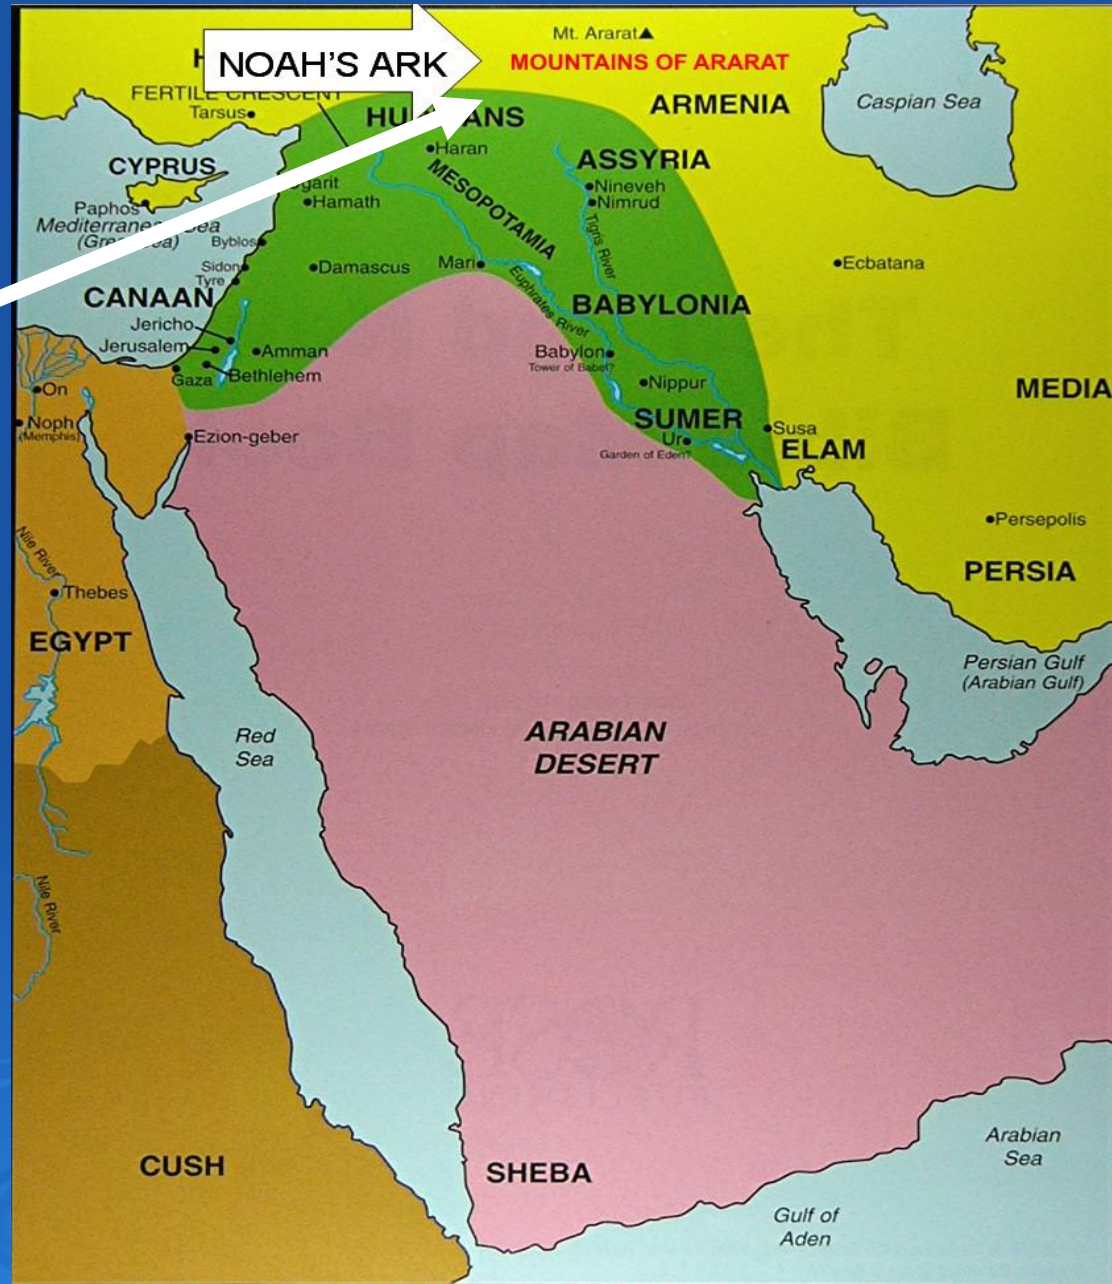 Mt. Ararat
NOAH'S ARK
MOUNTAINS OF ARARAT
FERTILE CRESCENT
ARMENIA
Caspian Sea
Tarsus
Haran
ASSYRIA
CYPRUS
MESOPOTAMIA
Nineveh
Nimrud
Hamath
Paphos
Mediterranean Sea
Tigris River
Byblos
Sidon
Damascus
Mari
Ecbatana
Tyre
Euphrates River
CANAAN
BABYLONIA
Jericho
Jerusalem
Amman
Babylon
Tower of Babel?
Gaza
Bethlehem
Nippur
MEDIA
On
Noph
(Memphis)
SUMER
Susa
Ezion-geber
Ur
ELAM
Garden of Eden?
Persepolis
Nile River
PERSIA
Thebes
EGYPT
Persian Gulf
(Arabian Gulf)
Red
Sea
ARABIAN
DESERT
Nile River
CUSH
SHEBA
Arabian
Sea
Gulf of
Aden